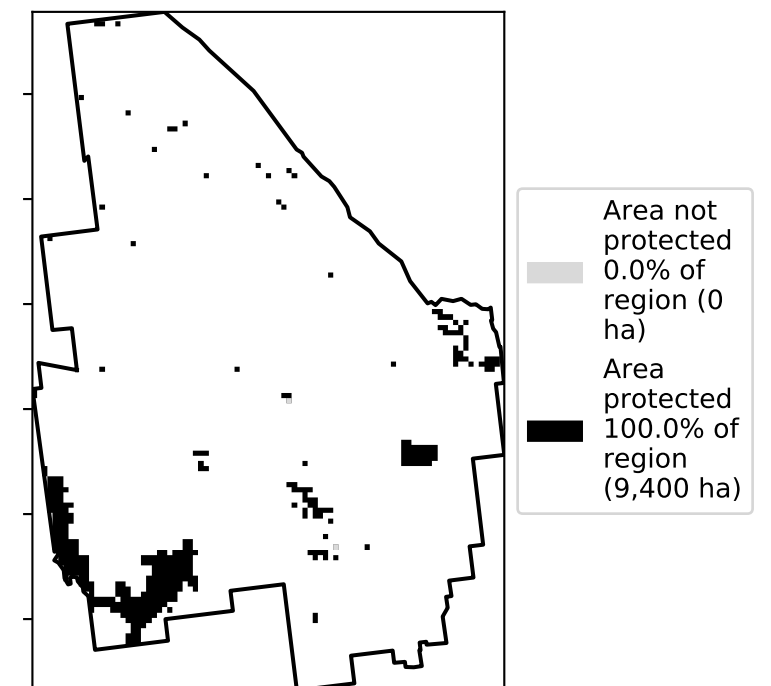 Area not
protected
0.0% of
region (0
ha)
Area
protected
100.0% of
region
(9,400 ha)